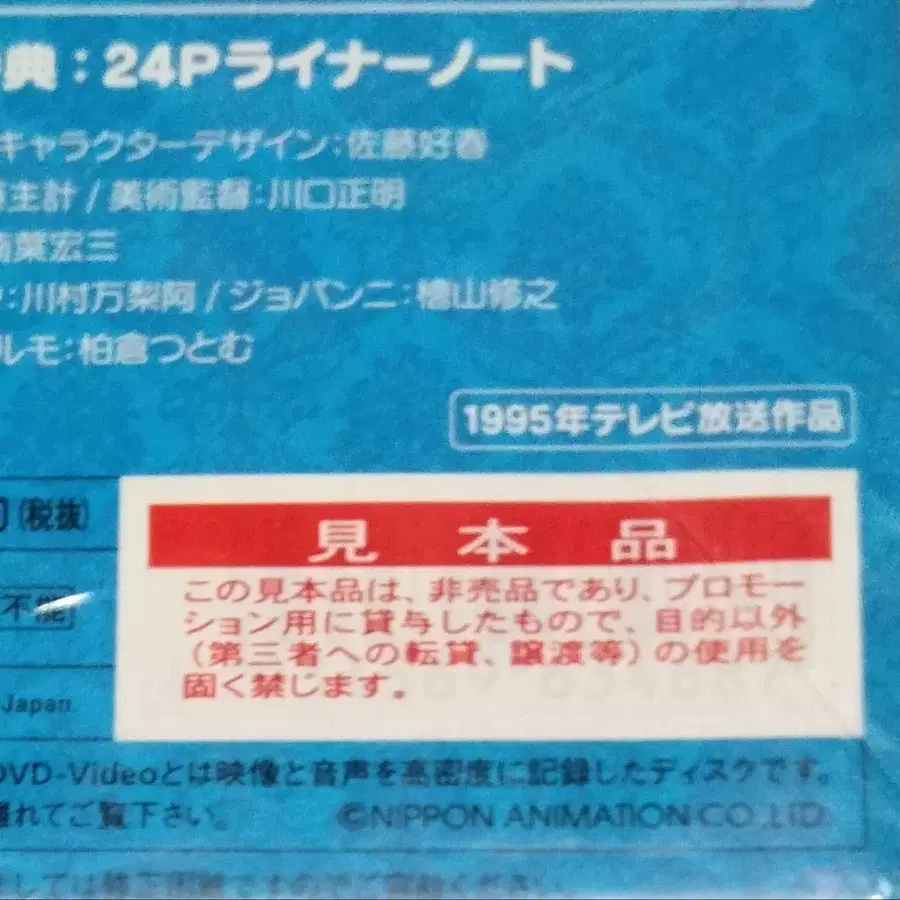 典：24Pライナーノート
キャラクターデザイン：佐藤好春
主計 / 美術監督：川口正明
葉宏三
：川村万梨阿 / ジョバンニ：檜山修之
ルモ：柏倉つとむ
1995年テレビ放送作品
(税抜)
見本品
不能
この見本品は、非売品であり、プロモー
ション用に貸与したもので、目的以外
（第三者への転貸、譲渡等）の使用を
固く禁じます。
Japan
DVD-Videoとは映像と音声を高密度に記録したディスクです。
離れてご覧下さい。 ©NIPPON ANIMATION CO.,LTD.